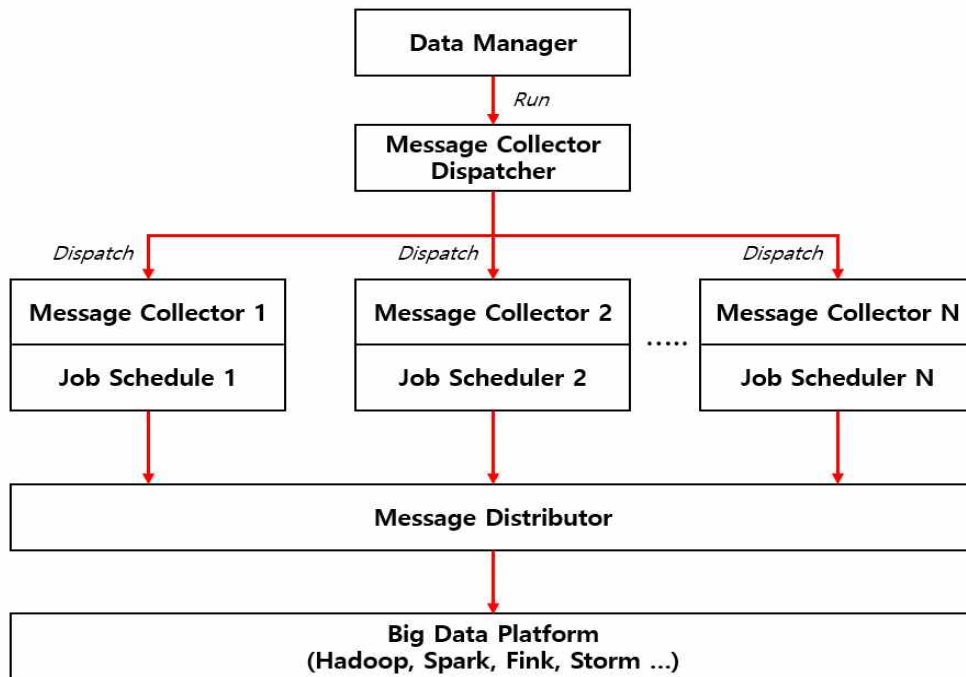 Data Manager
Run
Message Collector
Dispatcher
Dispatch
Dispatch
Dispatch
Message Collector 1
Message Collector 2
Message Collector N
.....
Job Schedule 1
Job Scheduler 2
Job Scheduler N
Message Distributor
Big Data Platform
(Hadoop, Spark, Fink, Storm ...)